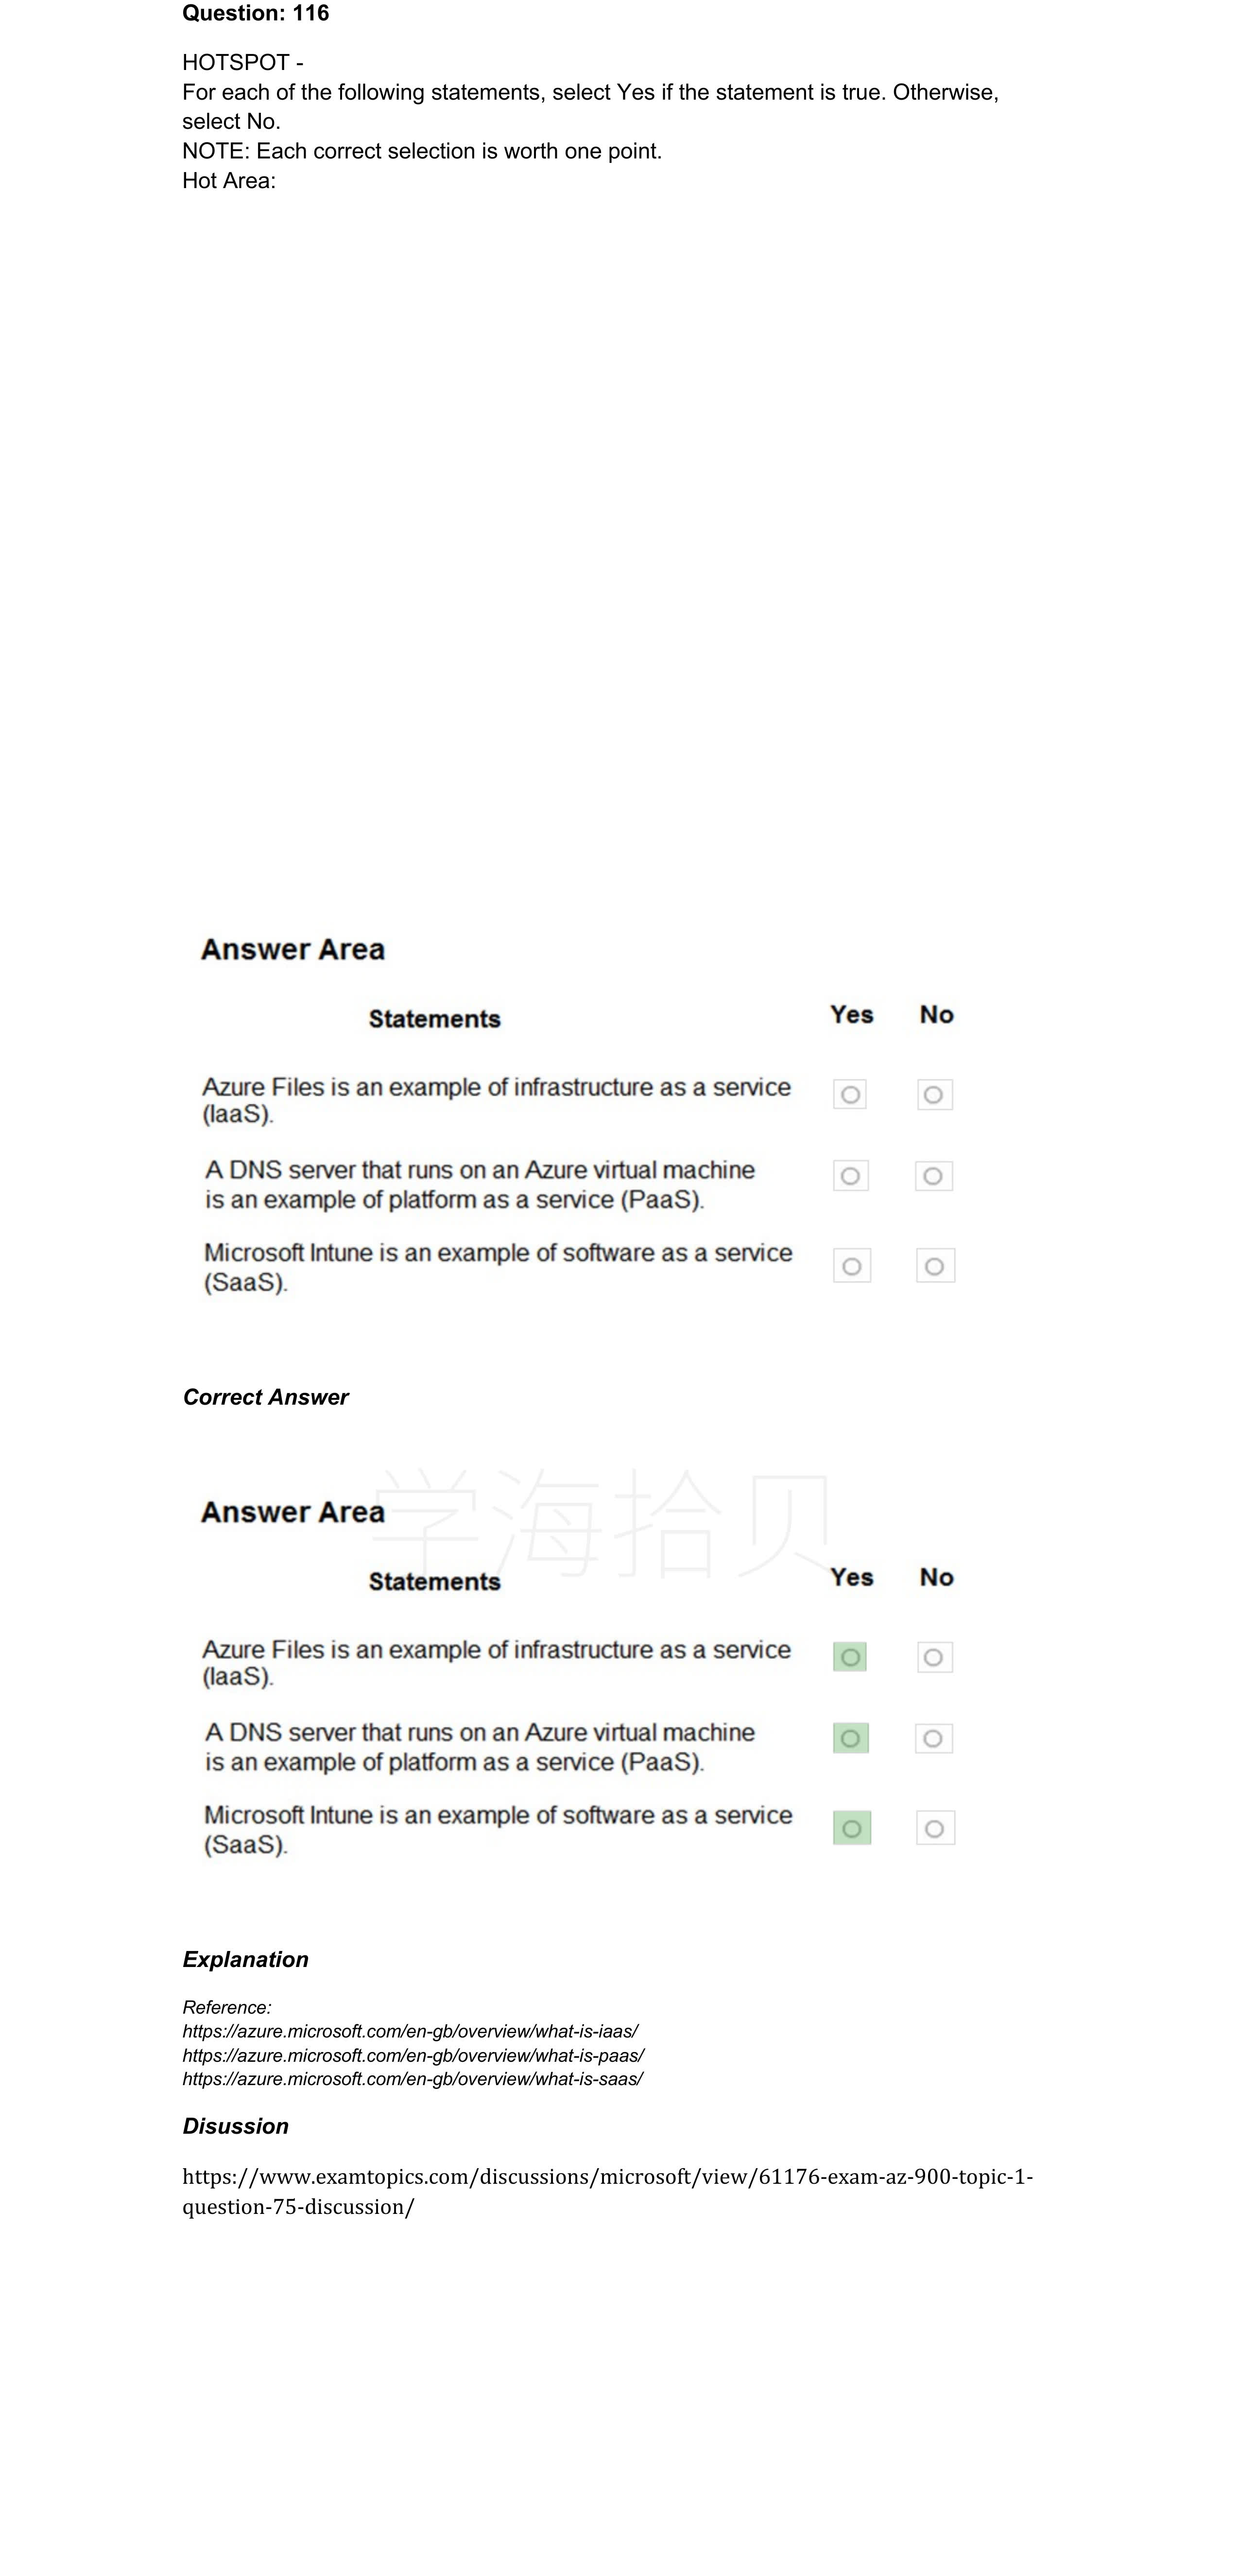 Question: 116
HOTSPOT -
For each of the following statements, select Yes if the statement is true. Otherwise,
select No.
NOTE: Each correct selection is worth one point.
Hot Area:
Answer Area
Statements Yes No
Azure Files is an example of infrastructure as a service
(IaaS).
A DNS server that runs on an Azure virtual machine
is an example of platform as a service (PaaS).
Microsoft Intune is an example of software as a service
(SaaS).
Correct Answer
学海拾贝
Answer Area
Statements Yes No
Azure Files is an example of infrastructure as a service
(IaaS).
A DNS server that runs on an Azure virtual machine
is an example of platform as a service (PaaS).
Microsoft Intune is an example of software as a service
(SaaS).
Explanation
Reference:
https://azure.microsoft.com/en-gb/overview/what-is-iaas/
https://azure.microsoft.com/en-gb/overview/what-is-paas/
https://azure.microsoft.com/en-gb/overview/what-is-saas/
Disussion
https://www.examtopics.com/discussions/microsoft/view/61176-exam-az-900-topic-1-
question-75-discussion/